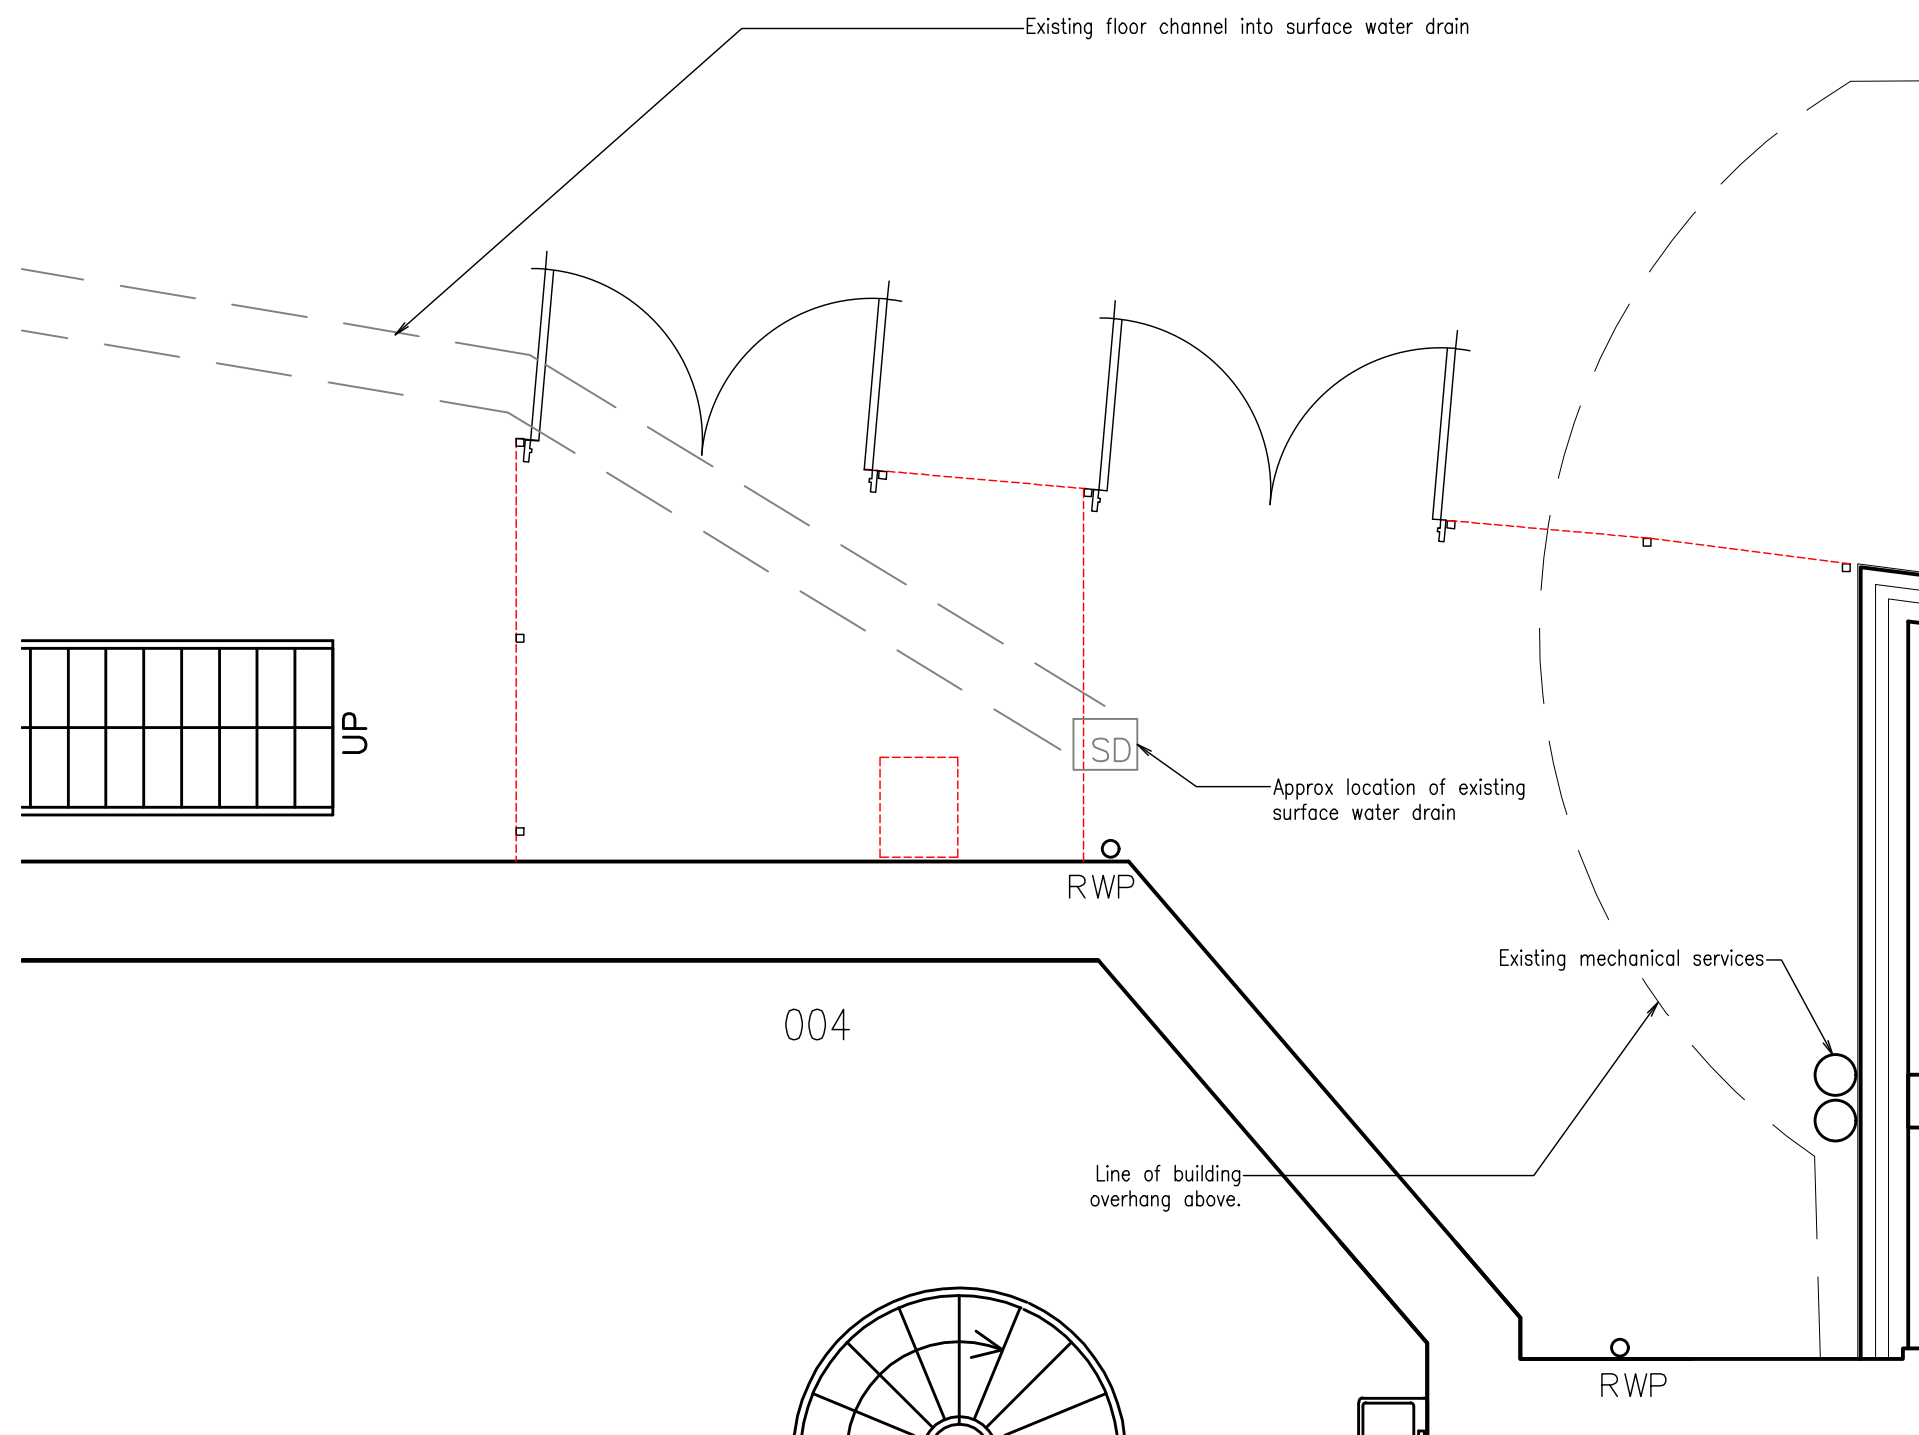 Existing floor channel into surface water drain
UP
SD
Approx location of existing
surface water drain
RWP
Existing mechanical services
004
Line of building
overhang above.
RWP